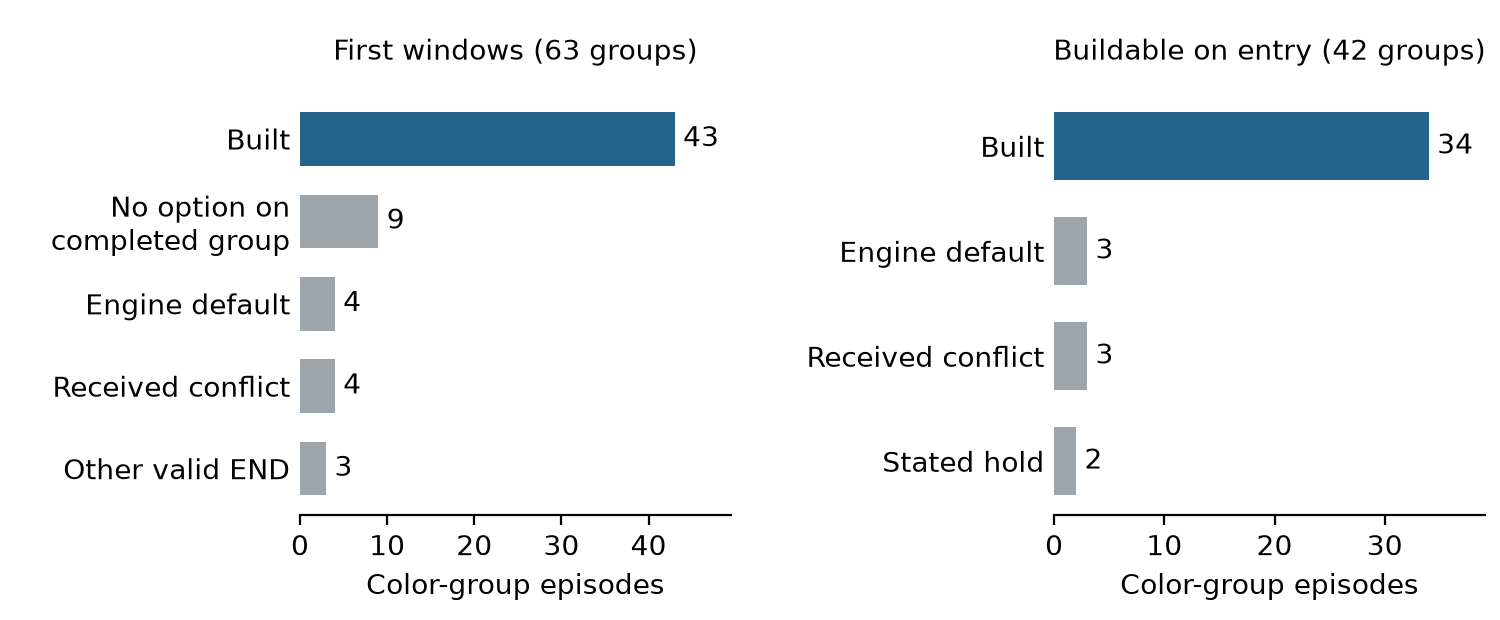 First windows (63 groups)
Built
43
No option on
completed group
9
Engine default
4
Received conflict
4
Other valid END
3
0 10 20 30 40
Color-group episodes
Buildable on entry (42 groups)
Built
34
Engine default
3
Received conflict
3
Stated hold
2
0 10 20 30
Color-group episodes